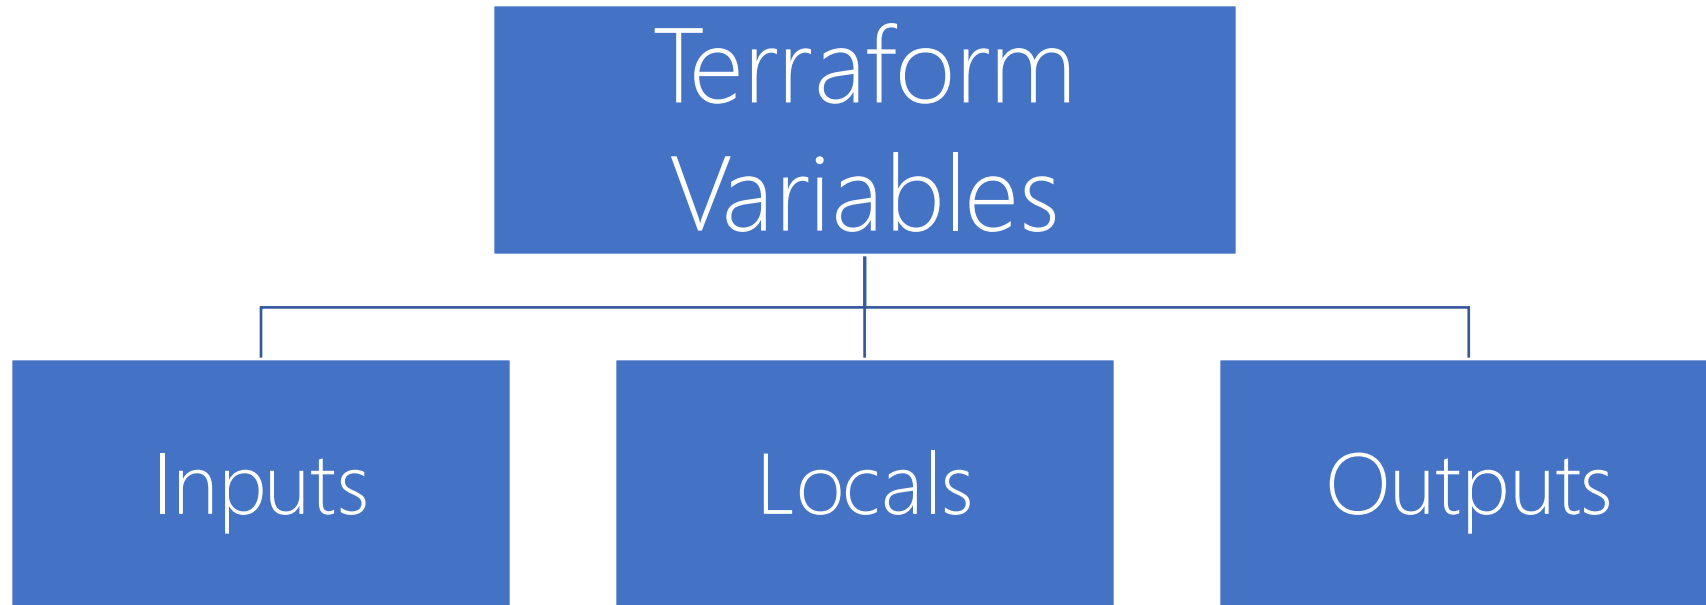 Terraform
Variables
Inputs
Locals
Outputs